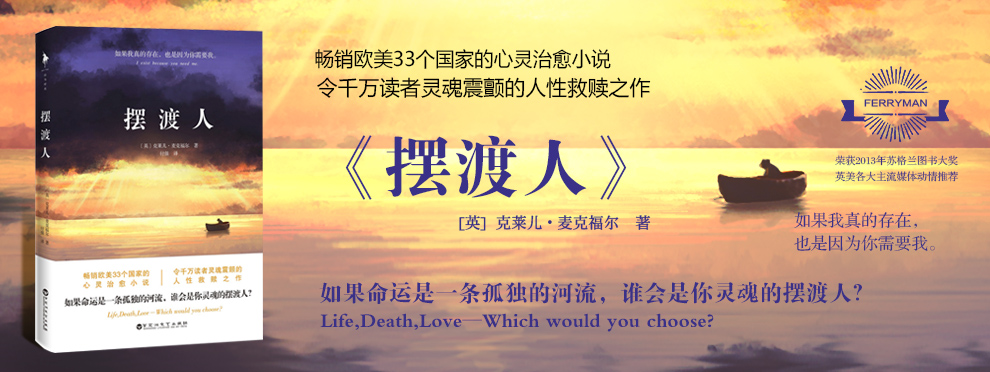 如果我真的存在，也是因为你需要我。
I exist because you need me.
摆渡人
摆渡人
[英] 克莱儿·麦克福尔 著
付强 译
畅销欧美33个国家的
心灵治愈小说
令千万读者灵魂震颤的
人性救赎之作
如果命运是一条孤独的河流，谁会是你灵魂的摆渡人？
Life,Death,Love—Which would you choose?
百花洲文艺出版社
畅销欧美33个国家的心灵治愈小说
令千万读者灵魂震颤的人性救赎之作
《摆渡人》
[英] 克莱儿·麦克福尔 著
FERRYMAN
荣获2013年苏格兰图书大奖
英美各大主流媒体动情推荐
如果我真的存在，
也是因为你需要我。
如果命运是一条孤独的河流，谁会是你灵魂的摆渡人？
Life,Death,Love—Which would you choose?